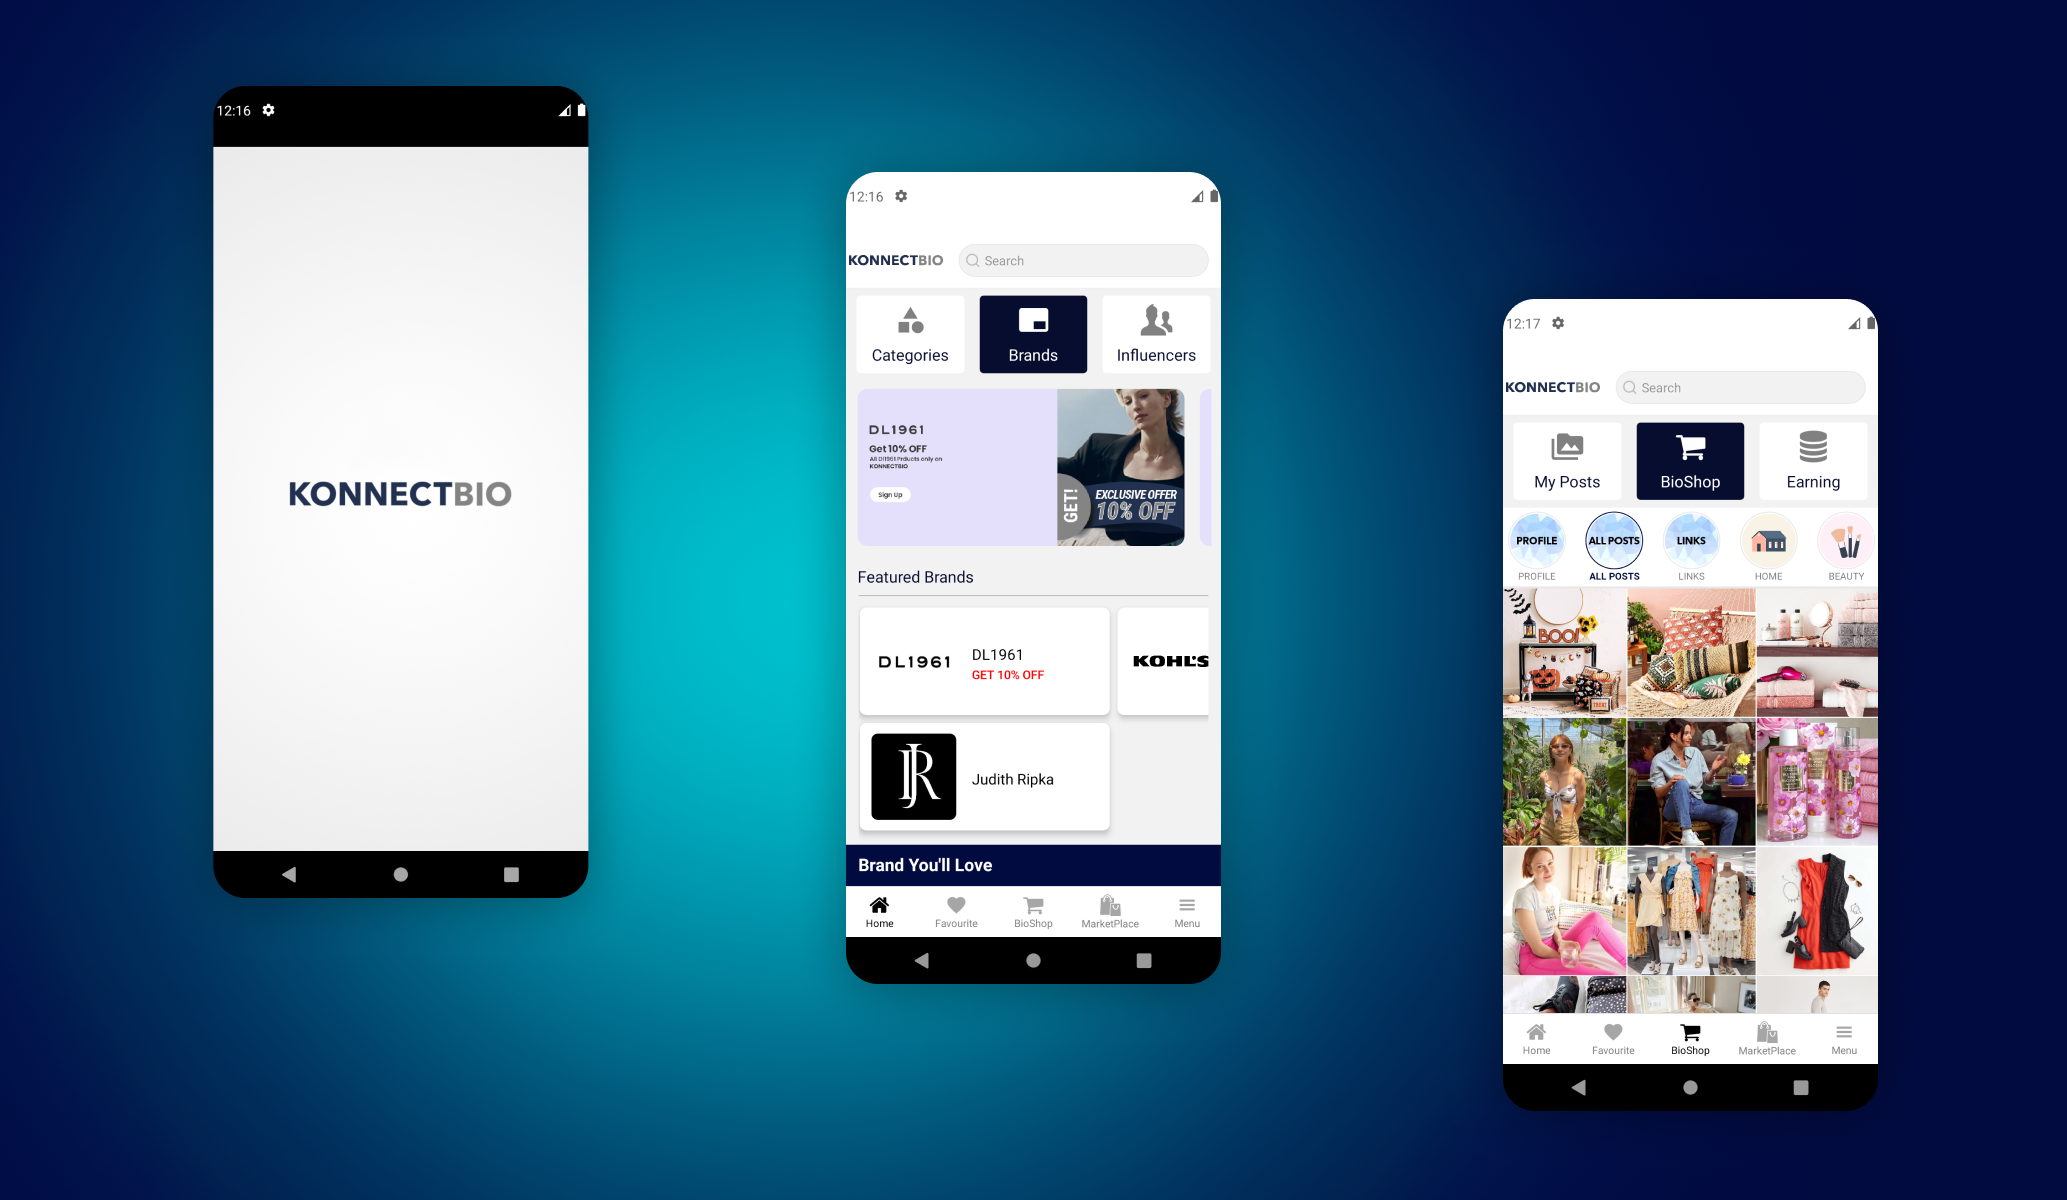 12:16
KONNECTBIO
12:16
KONNECTBIO
Search
Categories
Brands
Influencers
DL1961
Get 10% OFF
All Dl1961 Prducts only on
KONNECTBIO
Sign Up
GET!
EXCLUSIVE OFFER
10% OFF
Featured Brands
DL1961
DL1961
GET 10% OFF
KOHL'S
JR
Judith Ripka
Brand You'll Love
Home
Favourite
BioShop
MarketPlace
Menu
12:17
KONNECTBIO
Search
My Posts
BioShop
Earning
PROFILE
ALL POSTS
LINKS
PROFILE
ALL POSTS
LINKS
HOME
BEAUTY
BOO!
TREAT
Home
Favourite
BioShop
MarketPlace
Menu